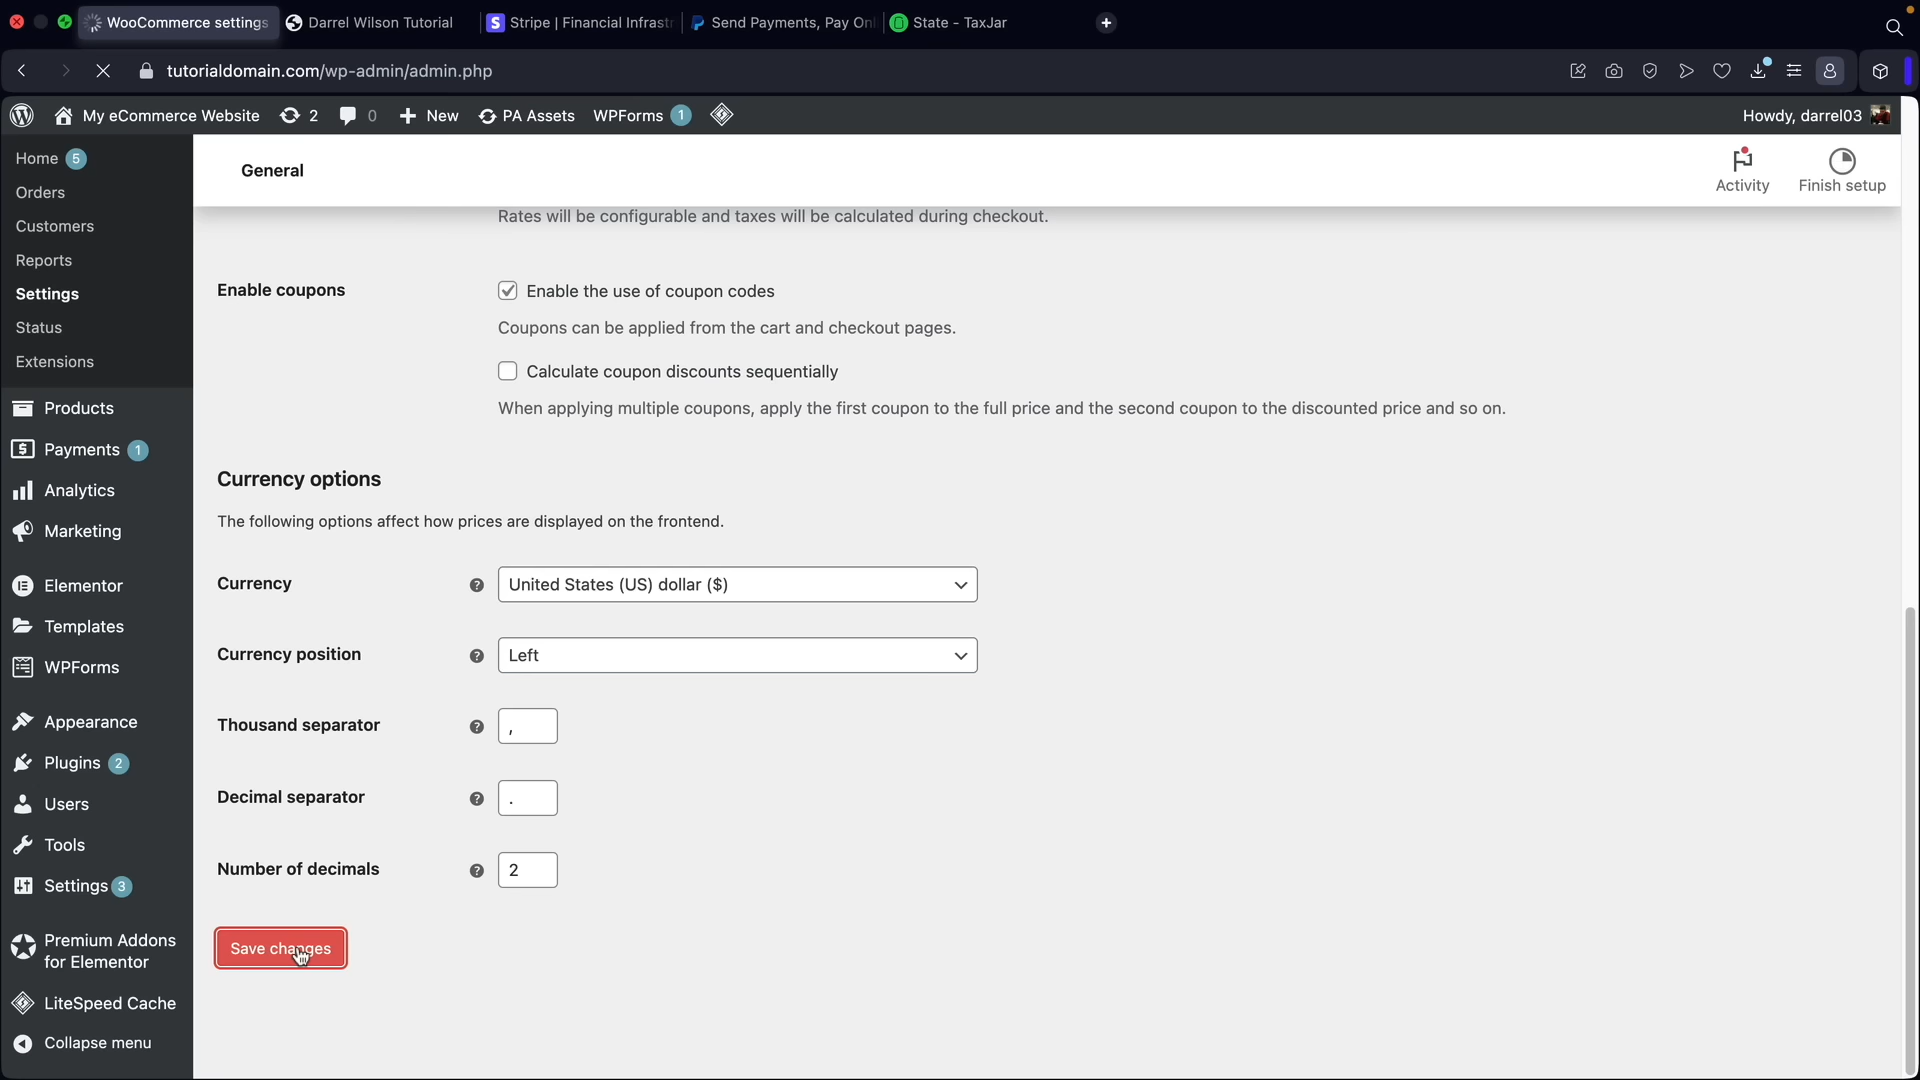 WooCommerce settings
Darrel Wilson Tutorial
Stripe | Financial Infrast
Send Payments, Pay On
State - TaxJar
tutorialdomain.com/wp-admin/admin.php
My eCommerce Website
2
0
New
PA Assets
WPForms 1
Howdy, darrel03
Home 5
Orders
Customers
Reports
Settings
Status
Extensions
Products
Payments 1
Analytics
Marketing
Elementor
Templates
WPForms
Appearance
Plugins 2
Users
Tools
Settings 3
Premium Addons
for Elementor
LiteSpeed Cache
Collapse menu
General
Activity
Finish setup
Rates will be configurable and taxes will be calculated during checkout.
Enable coupons
Enable the use of coupon codes
Coupons can be applied from the cart and checkout pages.
Calculate coupon discounts sequentially
When applying multiple coupons, apply the first coupon to the full price and the second coupon to the discounted price and so on.
Currency options
The following options affect how prices are displayed on the frontend.
Currency
United States (US) dollar ($)
Currency position
Left
Thousand separator
,
Decimal separator
.
Number of decimals
2
Save changes